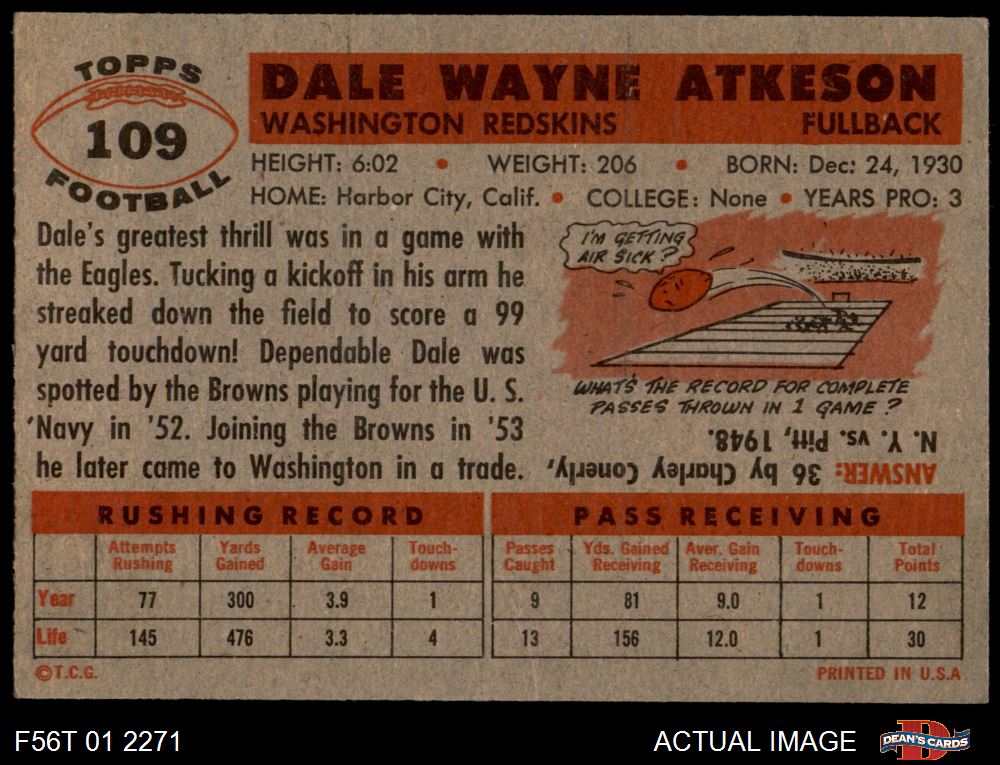 TOPPS
109
FOOTBALL
DALE WAYNE ATKESON
WASHINGTON REDSKINS FULLBACK
HEIGHT: 6:02 • WEIGHT: 206 • BORN: Dec: 24, 1930
HOME: Harbor City, Calif. • COLLEGE: None • YEARS PRO: 3
Dale's greatest thrill was in a game with
the Eagles. Tucking a kickoff in his arm he
streaked down the field to score a 99
yard touchdown! Dependable Dale was
spotted by the Browns playing for the U. S.
Navy in '52. Joining the Browns in '53
he later came to Washington in a trade.
I'M GETTING
AIR SICK?
WHAT'S THE RECORD FOR COMPLETE
PASSES THROWN IN 1 GAME?
ANSWER: 36 by Charley Conerly,
N. Y. vs. Pitt, 1948.
RUSHING RECORD
Attempts Yards Average Touch-
Rushing Gained Gain downs
Year 77 300 3.9 1
Life 145 476 3.3 4
PASS RECEIVING
Passes Yds. Gained Aver. Gain Touch- Total
Caught Receiving Receiving downs Points
9 81 9.0 1 12
13 156 12.0 1 30
©T.C.G. PRINTED IN U.S.A
F56T 01 2271 ACTUAL IMAGE DEAN'S CARDS